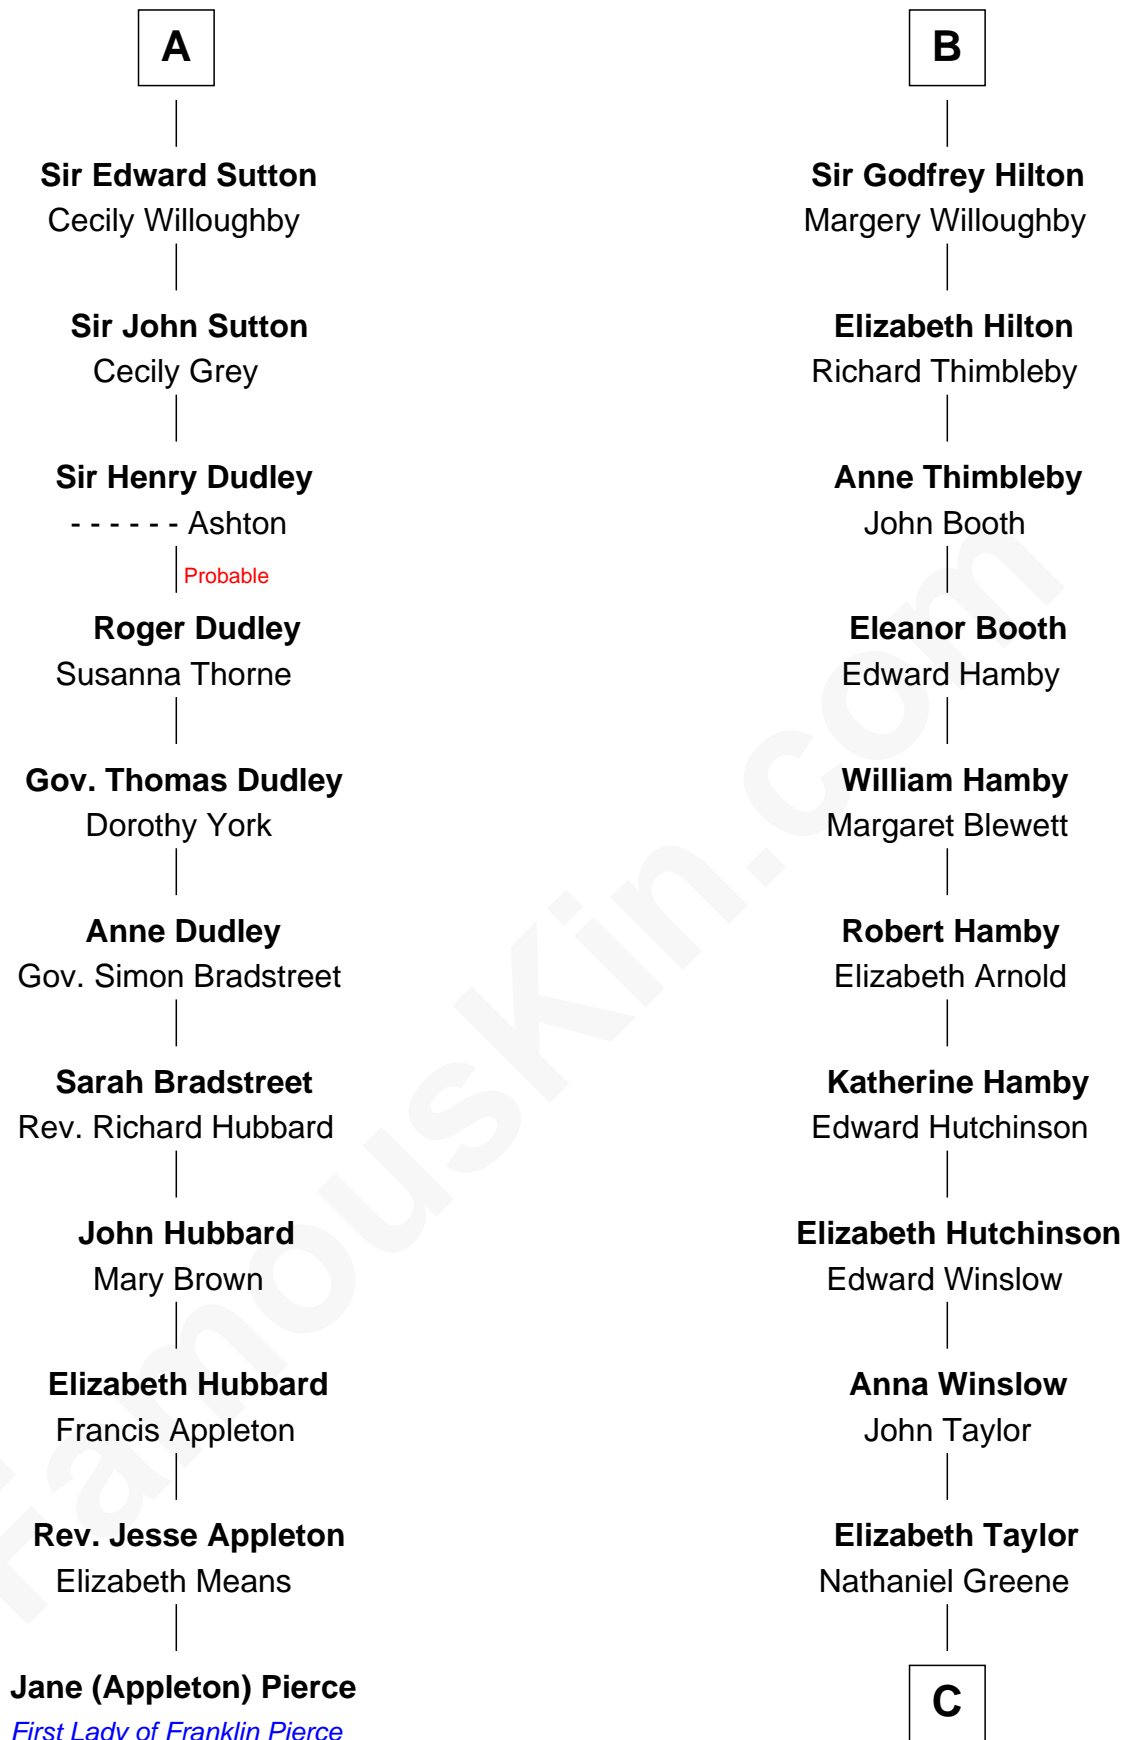 A
Sir Edward Sutton
Cecily Willoughby
Sir John Sutton
Cecily Grey
Sir Henry Dudley
- - - - - - Ashton
Probable
Roger Dudley
Susanna Thorne
Gov. Thomas Dudley
Dorothy York
Anne Dudley
Gov. Simon Bradstreet
Sarah Bradstreet
Rev. Richard Hubbard
John Hubbard
Mary Brown
Elizabeth Hubbard
Francis Appleton
Rev. Jesse Appleton
Elizabeth Means
Jane (Appleton) Pierce
First Lady of Franklin Pierce
B
Sir Godfrey Hilton
Margery Willoughby
Elizabeth Hilton
Richard Thimbleby
Anne Thimbleby
John Booth
Eleanor Booth
Edward Hamby
William Hamby
Margaret Blewett
Robert Hamby
Elizabeth Arnold
Katherine Hamby
Edward Hutchinson
Elizabeth Hutchinson
Edward Winslow
Anna Winslow
John Taylor
Elizabeth Taylor
Nathaniel Greene
C
FamousKin.com